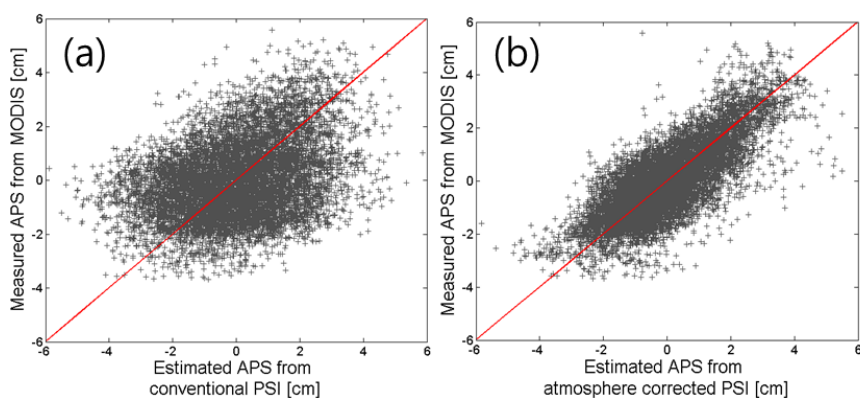 (a)
Measured APS from MODIS [cm]
6
4
2
0
-2
-4
-6
-6 -4 -2 0 2 4 6
Estimated APS from
conventional PSI [cm]
(b)
Measured APS from MODIS [cm]
6
4
2
0
-2
-4
-6
-6 -4 -2 0 2 4 6
Estimated APS from
atmosphere corrected PSI [cm]